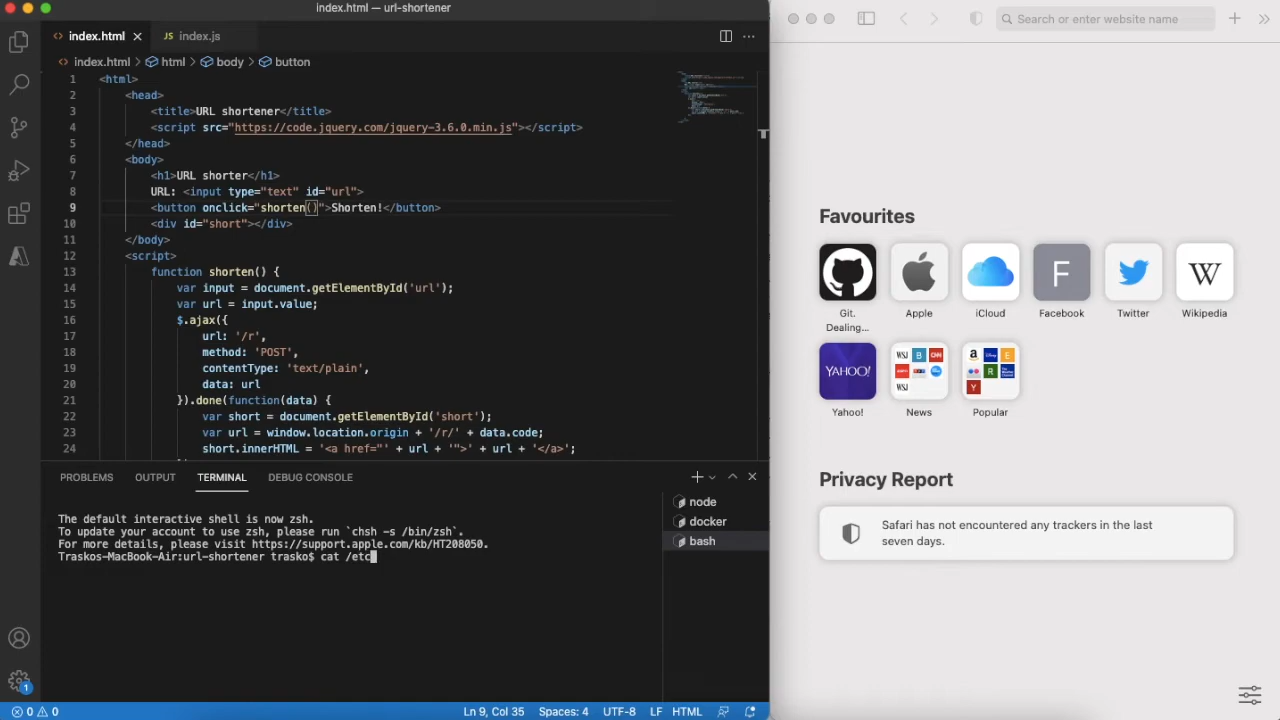 index.html — url-shortener
index.html
index.js
index.html
html
body
button
1 <html>
2 <head>
3 <title>URL shortener</title>
4 <script src="https://code.jquery.com/jquery-3.6.0.min.js"></script>
5 </head>
6 <body>
7 <h1>URL shorter</h1>
8 URL: <input type="text" id="url">
9 <button onclick="shorten()">Shorten!</button>
10 <div id="short"></div>
11 </body>
12 <script>
13 function shorten() {
14 var input = document.getElementById('url');
15 var url = input.value;
16 $.ajax({
17 url: '/r',
18 method: 'POST',
19 contentType: 'text/plain',
20 data: url
21 }).done(function(data) {
22 var short = document.getElementById('short');
23 var url = window.location.origin + '/r/' + data.code;
24 short.innerHTML = '<a href="' + url + '">' + url + '</a>';
PROBLEMS OUTPUT TERMINAL DEBUG CONSOLE
The default interactive shell is now zsh.
To update your account to use zsh, please run `chsh -s /bin/zsh`.
For more details, please visit https://support.apple.com/kb/HT208050.
Traskos-MacBook-Air:url-shortener trasko$ cat /etc
node
docker
bash
1
0 0
Ln 9, Col 35 Spaces: 4 UTF-8 LF HTML
Search or enter website name
Favourites
F
W
Git. Dealing...
Apple
iCloud
Facebook
Twitter
Wikipedia
YAHOO!
WSJ B CNN
WSJ
a E
R
Y
Yahoo!
News
Popular
Privacy Report
Safari has not encountered any trackers in the last
seven days.